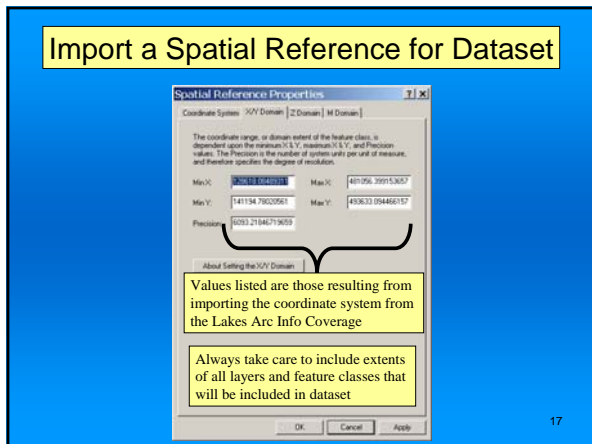 Import a Spatial Reference for Dataset
Spatial Reference Properties
Coordinate System X/Y Domain Z Domain M Domain
The coordinate range, or domain extent of the feature class, is
dependent upon the minimum X & Y, maximum X & Y, and Precision
values. The Precision is the number of system units per unit of measure,
and therefore specifies the degree of resolution.
Min X: Max X: 481056.399153657
Min Y: 141194.78020561 Max Y: 493633.094466157
Precision: 6093.21846719659
About Setting the X/Y Domain
Values listed are those resulting from
importing the coordinate system from
the Lakes Arc Info Coverage
Always take care to include extents
of all layers and feature classes that
will be included in dataset
OK Cancel Apply
17